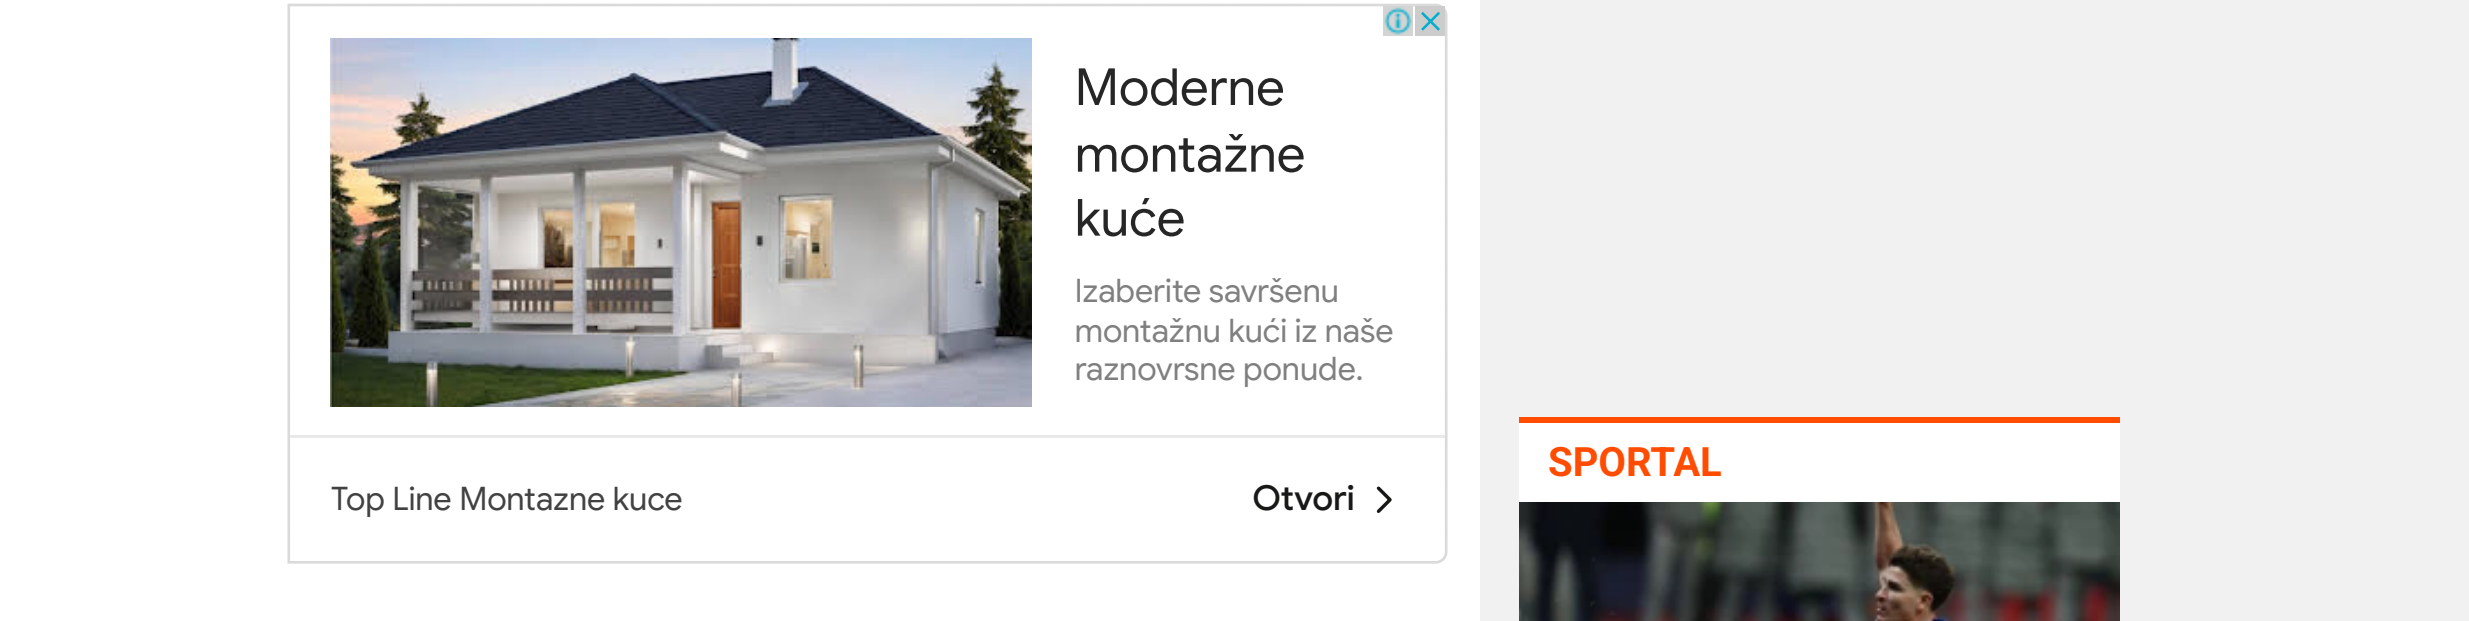 Moderne
montažne
kuće
Izaberite savršenu
montažnu kući iz naše
raznovrsne ponude.
Top Line Montazne kuce
Otvori
SPORTAL